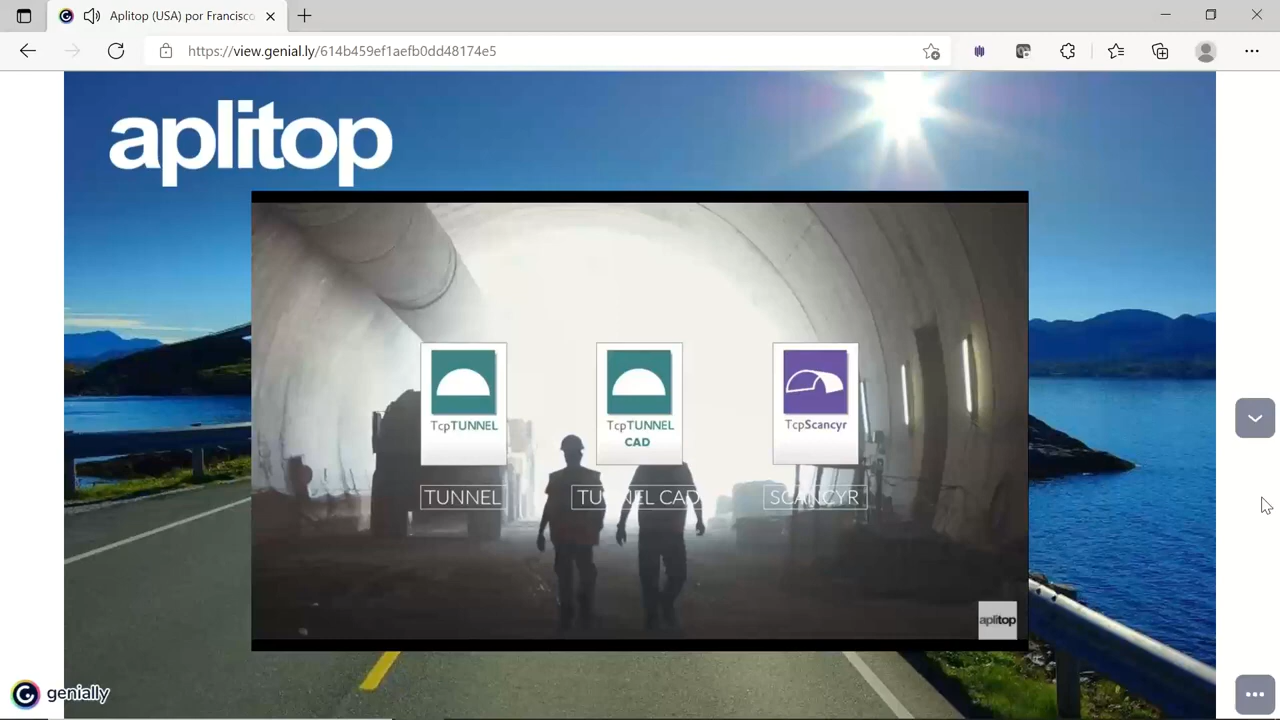 Aplitop (USA) por Francisco
https://view.genial.ly/614b459ef1aefb0dd48174e5
aplitop
TcpTUNNEL
TcpTUNNEL
CAD
TcpScancyr
TUNNEL
TUNNEL CAD
SCANCYR
aplitop
genially